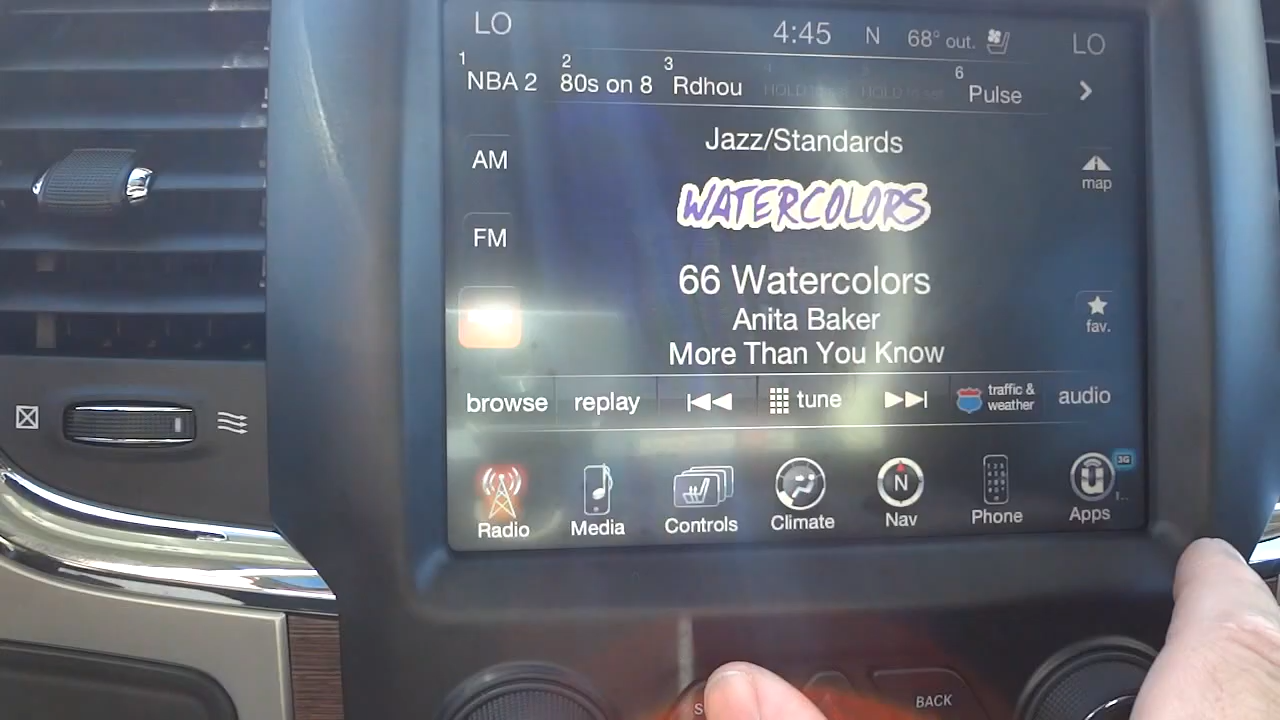 LO 4:45 N 68° out. LO
1 NBA 2 2 80s on 8 3 Rdhou 6 Pulse
Jazz/Standards
AM
map
WATERCOLORS
FM
66 Watercolors
Anita Baker
fav.
More Than You Know
browse replay tune traffic & weather audio
3G
Radio Media Controls Climate Nav Phone Apps
N
BACK